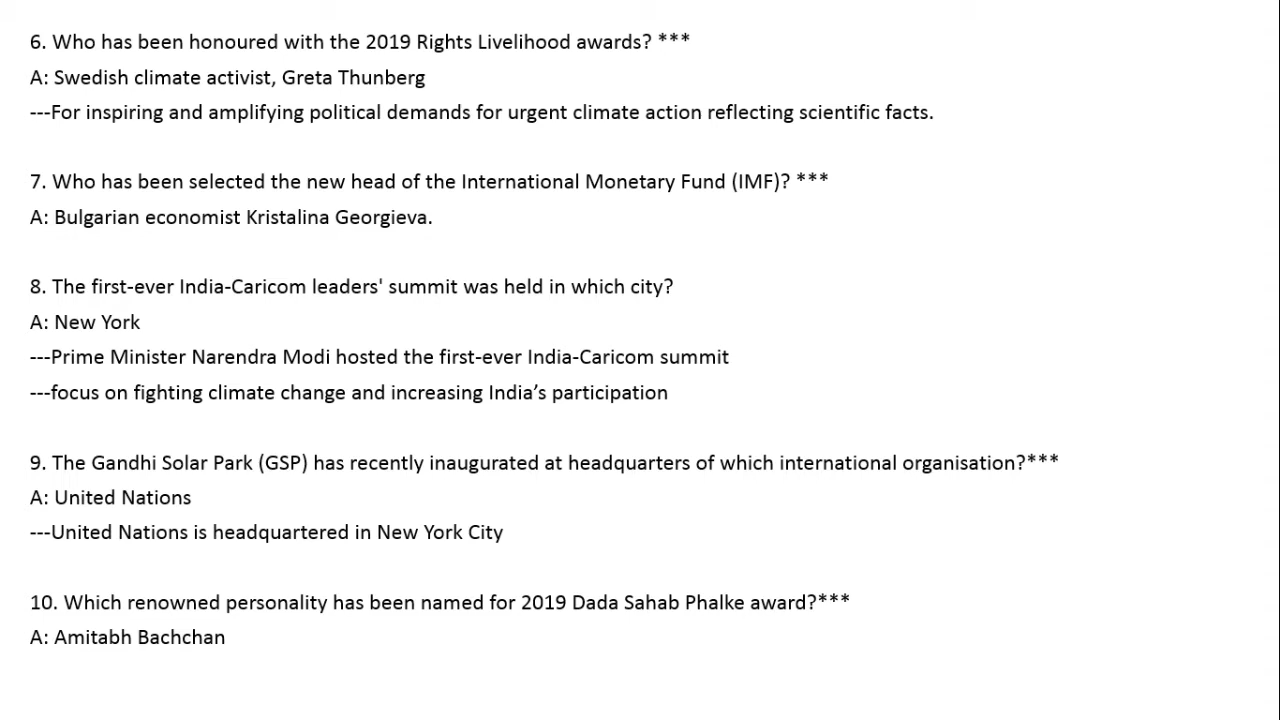 6. Who has been honoured with the 2019 Rights Livelihood awards? ***
A: Swedish climate activist, Greta Thunberg
---For inspiring and amplifying political demands for urgent climate action reflecting scientific facts.
7. Who has been selected the new head of the International Monetary Fund (IMF)? ***
A: Bulgarian economist Kristalina Georgieva.
8. The first-ever India-Caricom leaders' summit was held in which city?
A: New York
---Prime Minister Narendra Modi hosted the first-ever India-Caricom summit
---focus on fighting climate change and increasing India’s participation
9. The Gandhi Solar Park (GSP) has recently inaugurated at headquarters of which international organisation?***
A: United Nations
---United Nations is headquartered in New York City
10. Which renowned personality has been named for 2019 Dada Sahab Phalke award?***
A: Amitabh Bachchan